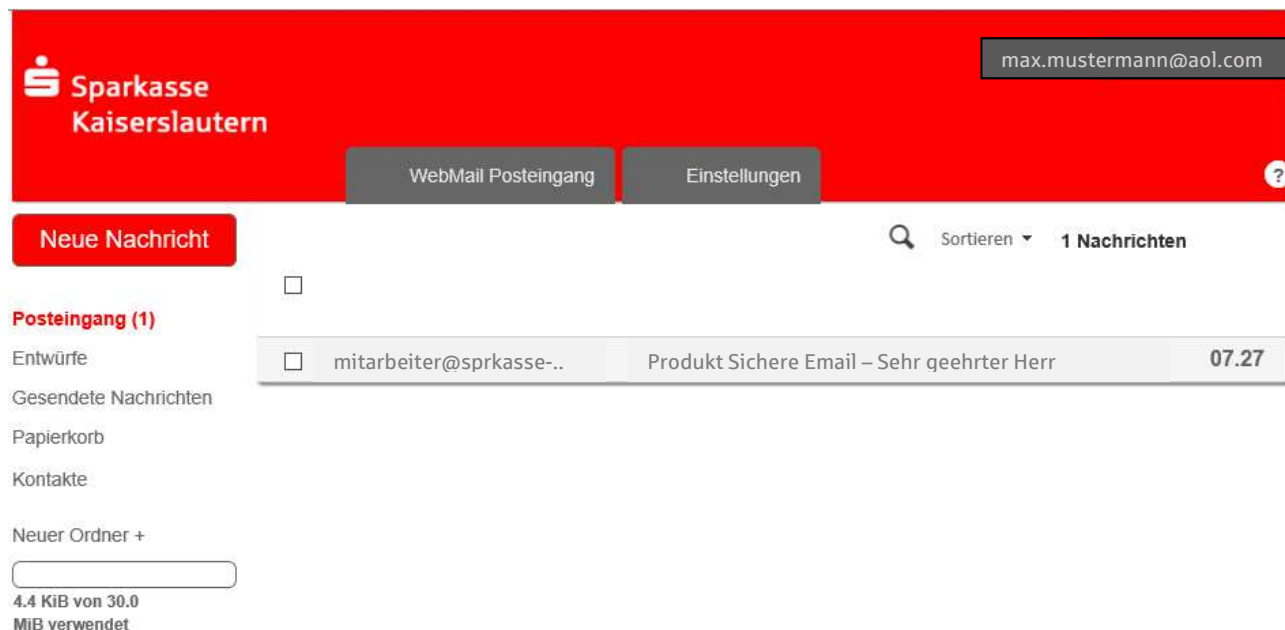 max.mustermann@aol.com
Sparkasse
Kaiserslautern
WebMail Posteingang
Einstellungen
?
Neue Nachricht
Sortieren
1 Nachrichten
Posteingang (1)
mitarbeiter@sprkasse-.. Produkt Sichere Email – Sehr geehrter Herr 07.27
Entwürfe
Gesendete Nachrichten
Papierkorb
Kontakte
Neuer Ordner +
4.4 KiB von 30.0
MiB verwendet